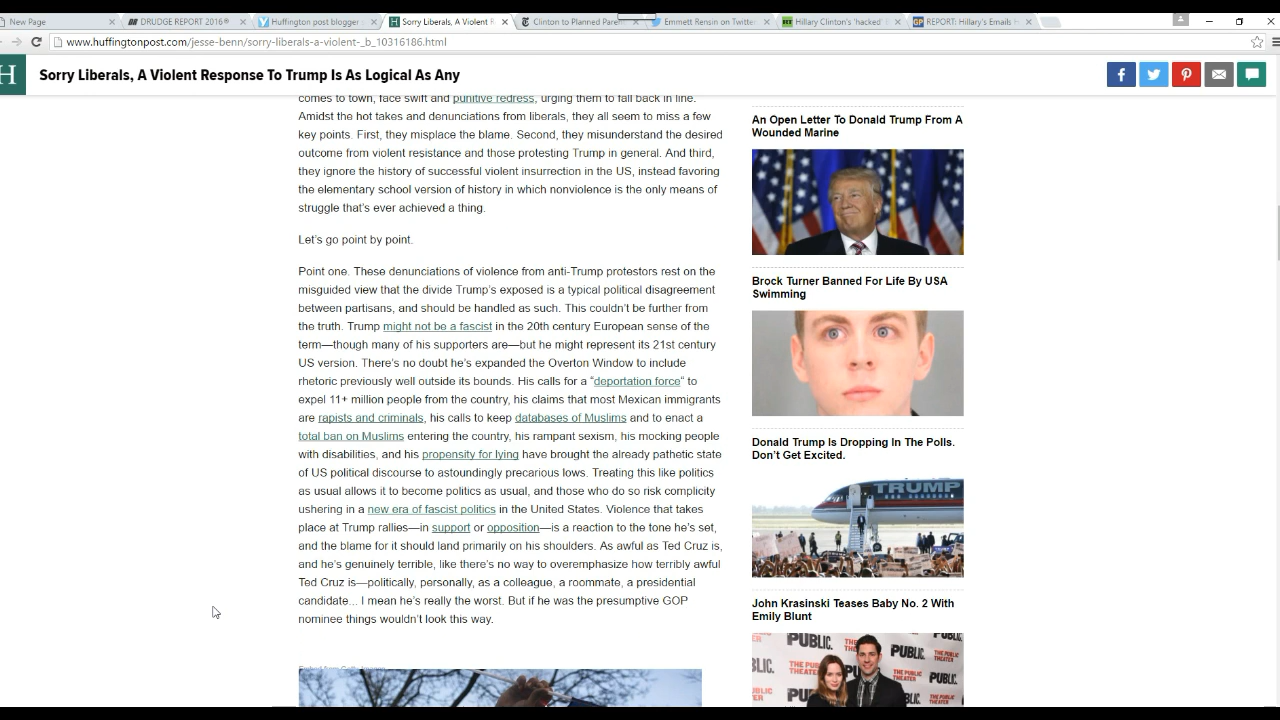 New Page
DRUDGE REPORT 2016®
Huffington post blogger
Sorry Liberals, A Violent R
Clinton to Planned Paren
Emmett Rensin on Twitter
Hillary Clinton's 'hacked'
REPORT: Hillary's Emails H
www.huffingtonpost.com/jesse-benn/sorry-liberals-a-violent-_b_10316186.html
Sorry Liberals, A Violent Response To Trump Is As Logical As Any
comes to town, face swift and punitive redress, urging them to fall back in line.
Amidst the hot takes and denunciations from liberals, they all seem to miss a few
key points. First, they misplace the blame. Second, they misunderstand the desired
outcome from violent resistance and those protesting Trump in general. And third,
they ignore the history of successful violent insurrection in the US, instead favoring
the elementary school version of history in which nonviolence is the only means of
struggle that's ever achieved a thing.
Let's go point by point.
Point one. These denunciations of violence from anti-Trump protestors rest on the
misguided view that the divide Trump's exposed is a typical political disagreement
between partisans, and should be handled as such. This couldn't be further from
the truth. Trump might not be a fascist in the 20th century European sense of the
term—though many of his supporters are—but he might represent its 21st century
US version. There's no doubt he's expanded the Overton Window to include
rhetoric previously well outside its bounds. His calls for a "deportation force" to
expel 11+ million people from the country, his claims that most Mexican immigrants
are rapists and criminals, his calls to keep databases of Muslims and to enact a
total ban on Muslims entering the country, his rampant sexism, his mocking people
with disabilities, and his propensity for lying have brought the already pathetic state
of US political discourse to astoundingly precarious lows. Treating this like politics
as usual allows it to become politics as usual, and those who do so risk complicity
ushering in a new era of fascist politics in the United States. Violence that takes
place at Trump rallies—in support or opposition—is a reaction to the tone he's set,
and the blame for it should land primarily on his shoulders. As awful as Ted Cruz is,
and he's genuinely terrible, like there's no way to overemphasize how terribly awful
Ted Cruz is—politically, personally, as a colleague, a roommate, a presidential
candidate... I mean he's really the worst. But if he was the presumptive GOP
nominee things wouldn't look this way.
Embed from Getty Images
An Open Letter To Donald Trump From A
Wounded Marine
Brock Turner Banned For Life By USA
Swimming
Donald Trump Is Dropping In The Polls.
Don't Get Excited.
TRUMP
John Krasinski Teases Baby No. 2 With
Emily Blunt
PUBLIC.
THE PUBLIC THEATER